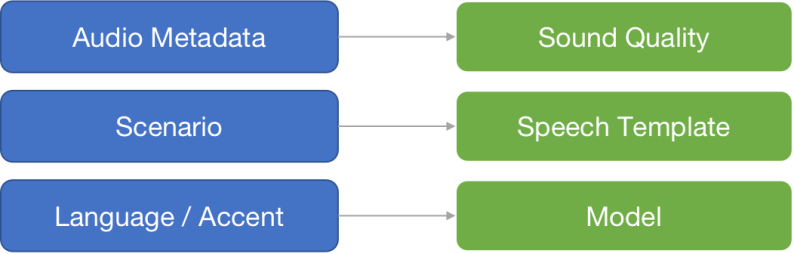 Audio Metadata
Sound Quality
Scenario
Speech Template
Language / Accent
Model